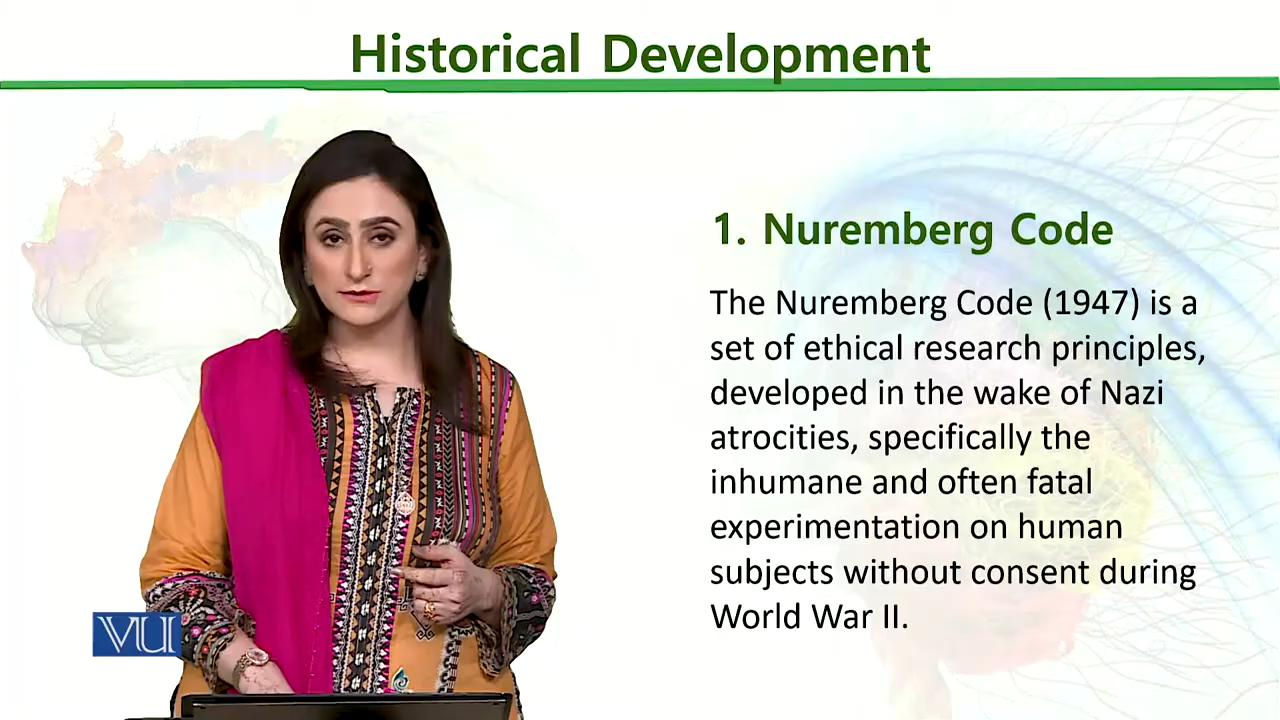 Historical Development
1. Nuremberg Code
The Nuremberg Code (1947) is a
set of ethical research principles,
developed in the wake of Nazi
atrocities, specifically the
inhumane and often fatal
experimentation on human
subjects without consent during
World War II.
VU